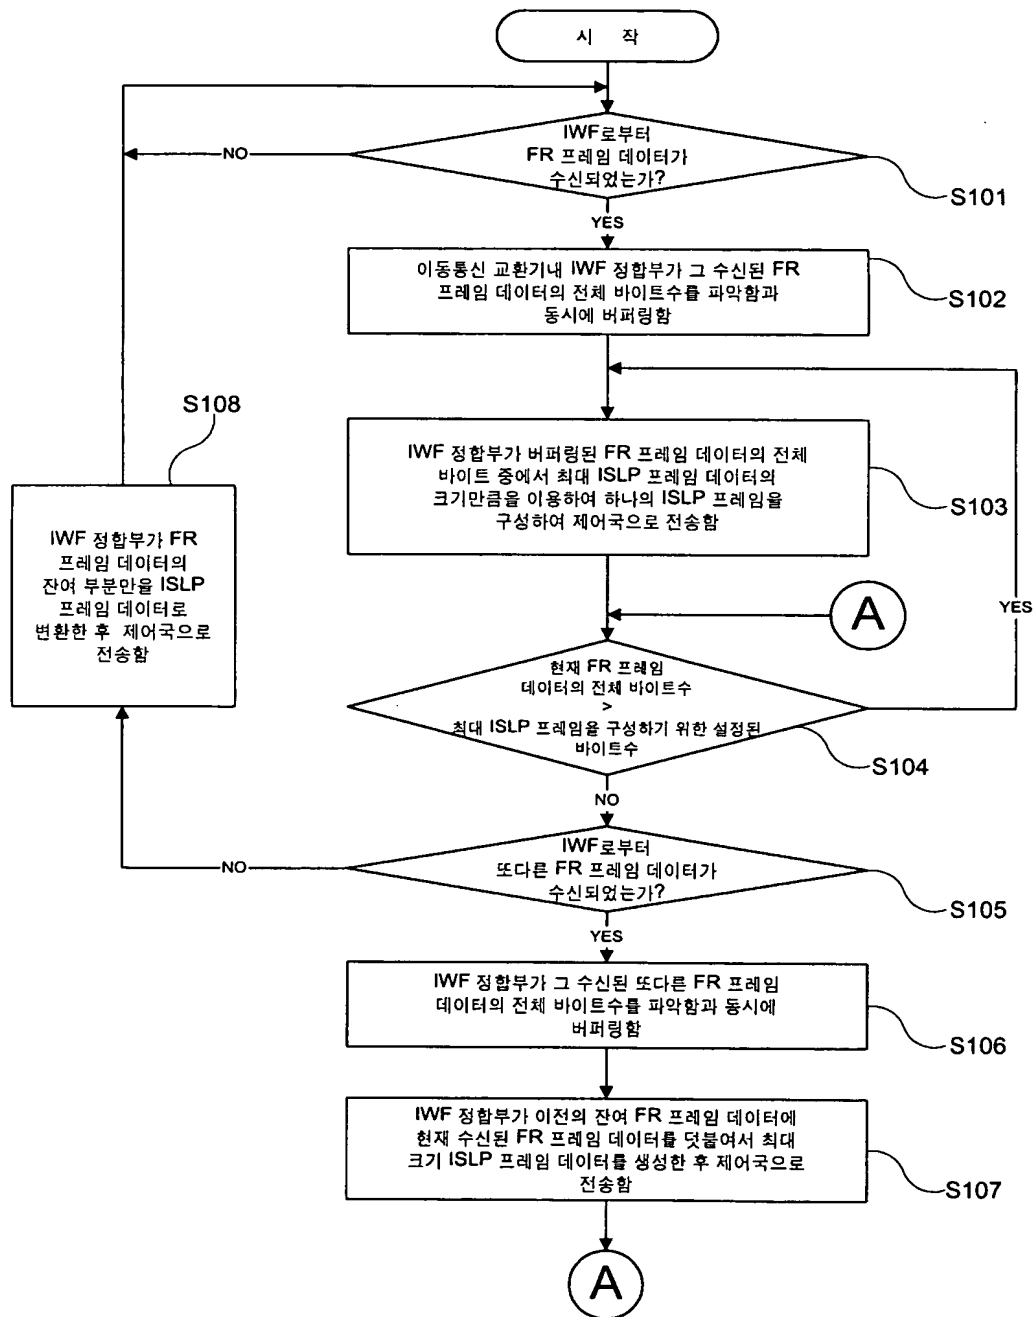 시 작
IWF로부터
FR 프레임 데이터가
수신되었는가?
NO
S101
YES
이동통신 교환기내 IWF 정합부가 그 수신된 FR
프레임 데이터의 전체 바이트수를 파악함과
동시에 버퍼링함
S102
S108
IWF 정합부가 버퍼링된 FR 프레임 데이터의 전체
바이트 중에서 최대 ISLP 프레임 데이터의
크기만큼을 이용하여 하나의 ISLP 프레임을
구성하여 제어국으로 전송함
S103
IWF 정합부가 FR
프레임 데이터의
잔여 부분만을 ISLP
프레임 데이터로
변환한 후 제어국으로
전송함
A
YES
현재 FR 프레임
데이터의 전체 바이트수
>
최대 ISLP 프레임을 구성하기 위한 설정된
바이트수
S104
NO
IWF로부터
또다른 FR 프레임 데이터가
수신되었는가?
NO
S105
YES
IWF 정합부가 그 수신된 또다른 FR 프레임
데이터의 전체 바이트수를 파악함과 동시에
버퍼링함
S106
IWF 정합부가 이전의 잔여 FR 프레임 데이터에
현재 수신된 FR 프레임 데이터를 덧붙여서 최대
크기 ISLP 프레임 데이터를 생성한 후 제어국으로
전송함
S107
A